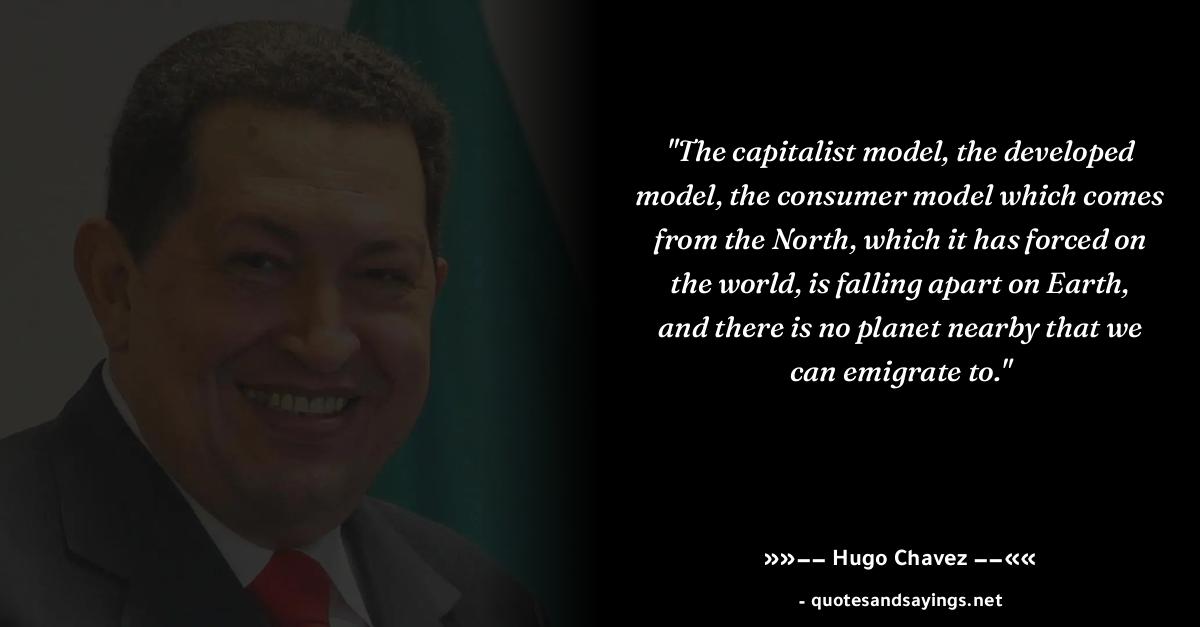 "The capitalist model, the developed
model, the consumer model which comes
from the North, which it has forced on
the world, is falling apart on Earth,
and there is no planet nearby that we
can emigrate to."
»»—— Hugo Chavez ——««
- quotesandsayings.net